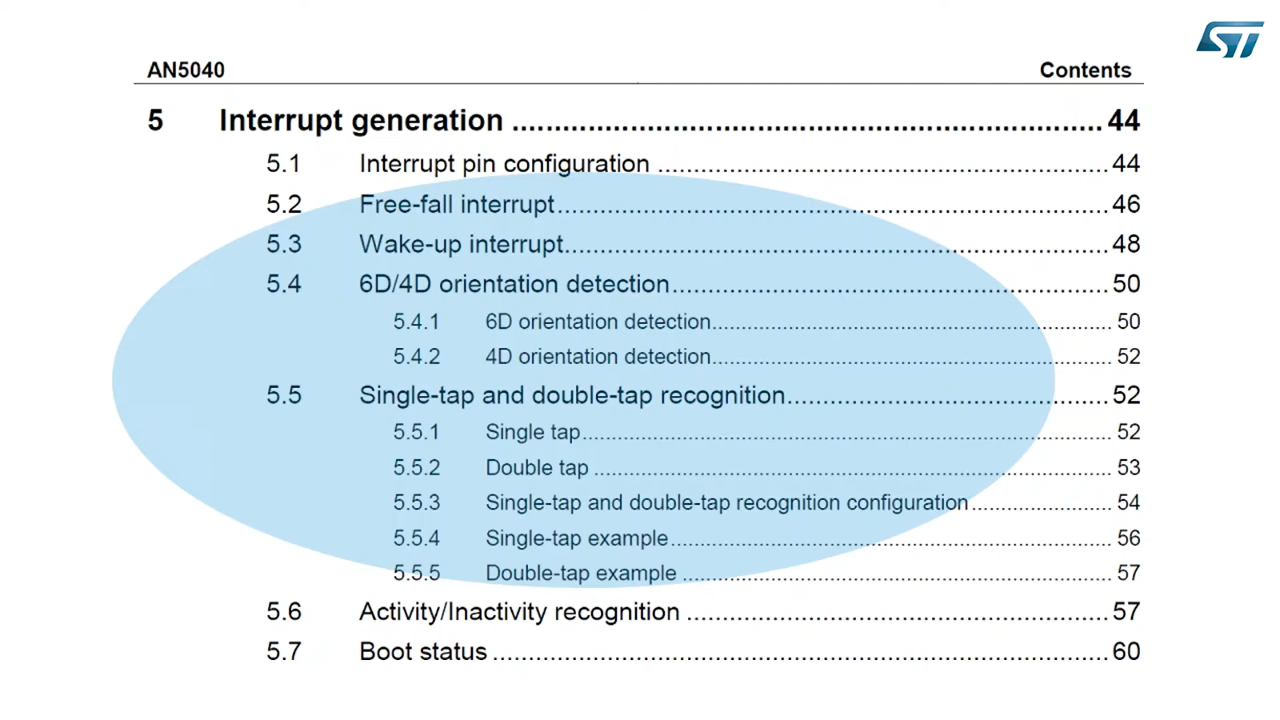 ST
AN5040 Contents
5 Interrupt generation ........................................................ 44
5.1 Interrupt pin configuration ........................................................ 44
5.2 Free-fall interrupt ........................................................ 46
5.3 Wake-up interrupt ........................................................ 48
5.4 6D/4D orientation detection ........................................................ 50
5.4.1 6D orientation detection ........................................................ 50
5.4.2 4D orientation detection ........................................................ 52
5.5 Single-tap and double-tap recognition ........................................................ 52
5.5.1 Single tap ........................................................ 52
5.5.2 Double tap ........................................................ 53
5.5.3 Single-tap and double-tap recognition configuration ........................................................ 54
5.5.4 Single-tap example ........................................................ 56
5.5.5 Double-tap example ........................................................ 57
5.6 Activity/Inactivity recognition ........................................................ 57
5.7 Boot status ........................................................ 60